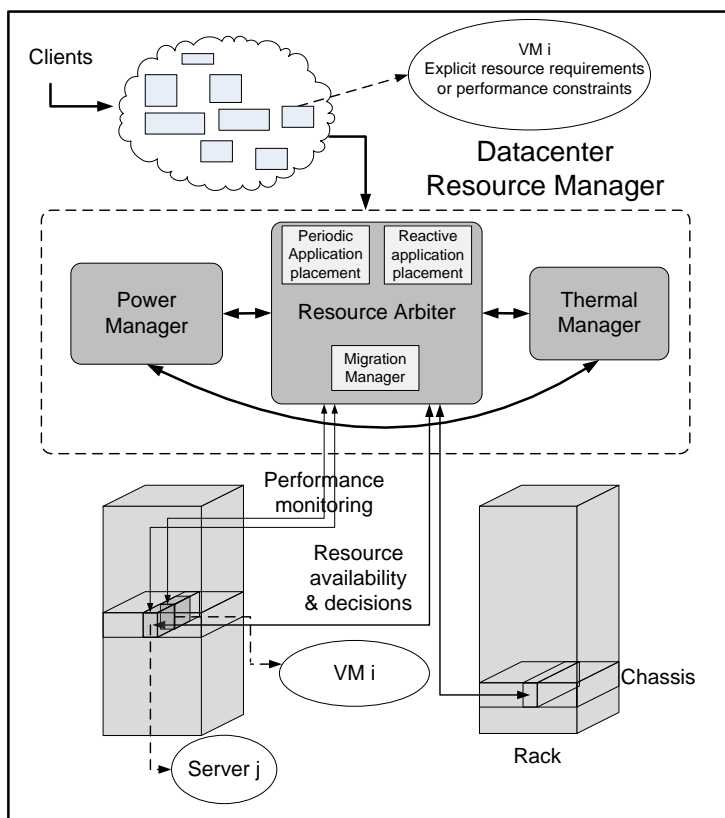 Clients
VM i
Explicit resource requirements
or performance constraints
Datacenter
Resource Manager
Periodic
Application
placement
Reactive
application
placement
Power
Manager
Resource Arbiter
Thermal
Manager
Migration
Manager
Performance
monitoring
Resource
availability
& decisions
VM i
Chassis
Rack
Server j